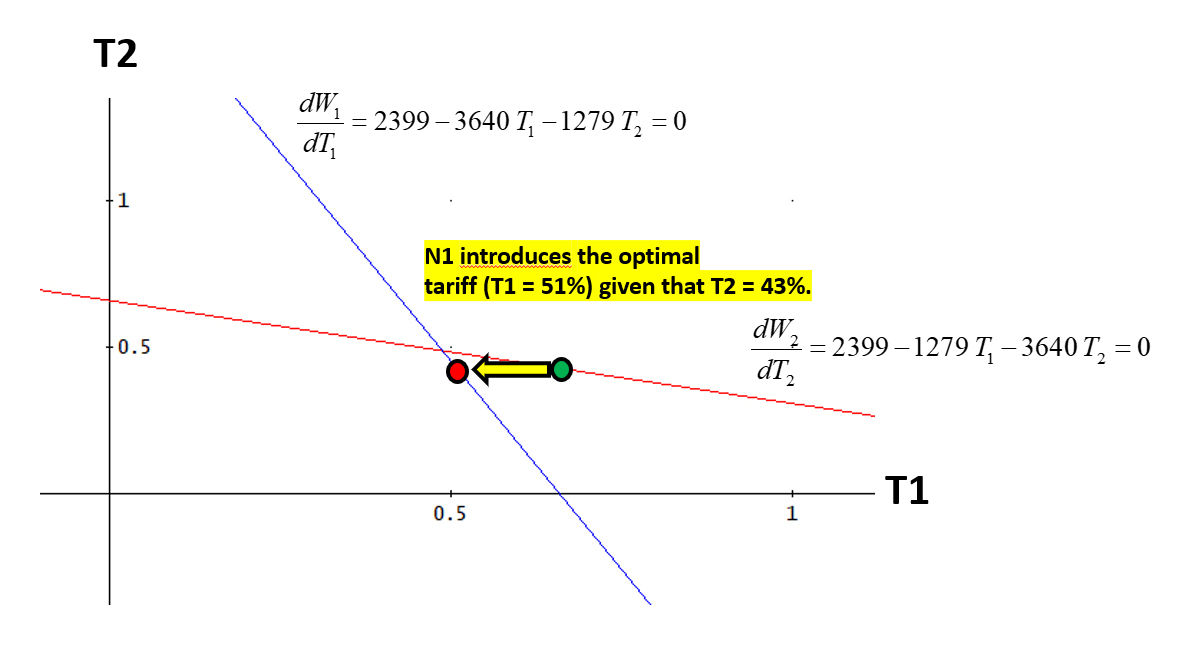 T2
dW₁/dT₁ = 2399 − 3640 T₁ − 1279 T₂ = 0
1
N1 introduces the optimal
tariff (T1 = 51%) given that T2 = 43%.
dW₂/dT₂ = 2399 − 1279 T₁ − 3640 T₂ = 0
0.5
T1
0.5
1